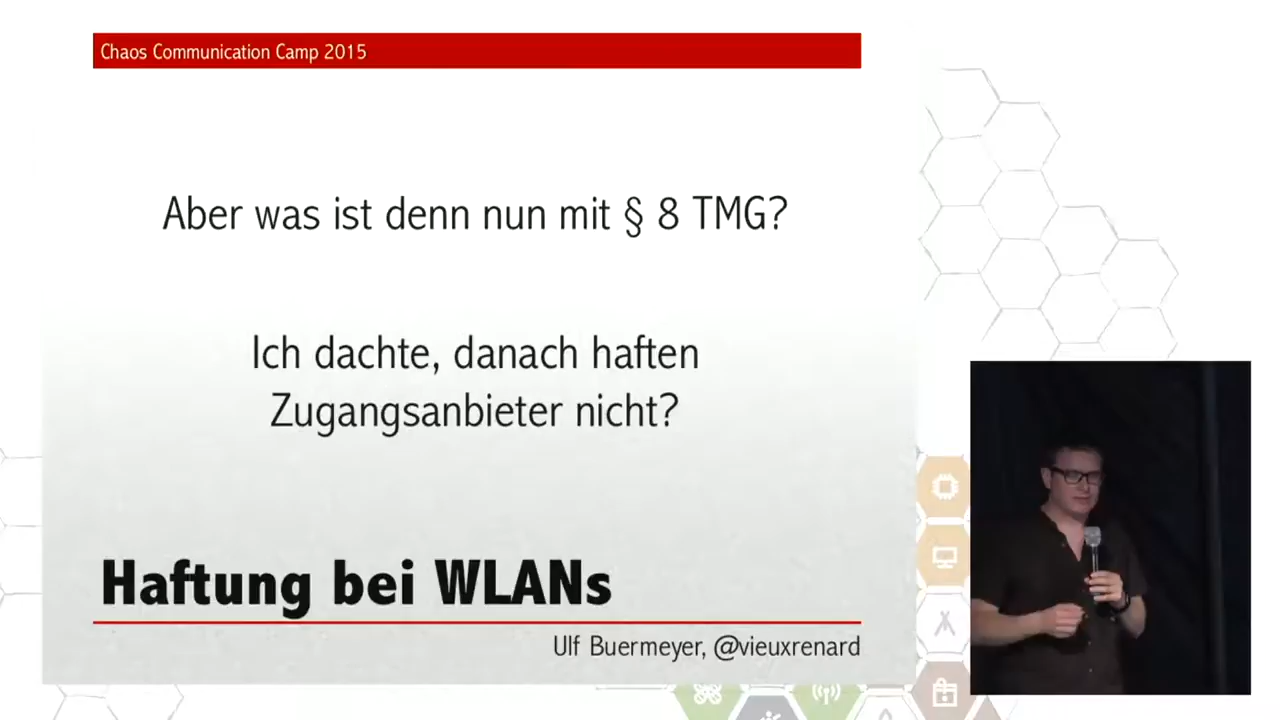 Chaos Communication Camp 2015
Aber was ist denn nun mit § 8 TMG?
Ich dachte, danach haften
Zugangsanbieter nicht?
Haftung bei WLANs
Ulf Buermeyer, @vieuxrenard